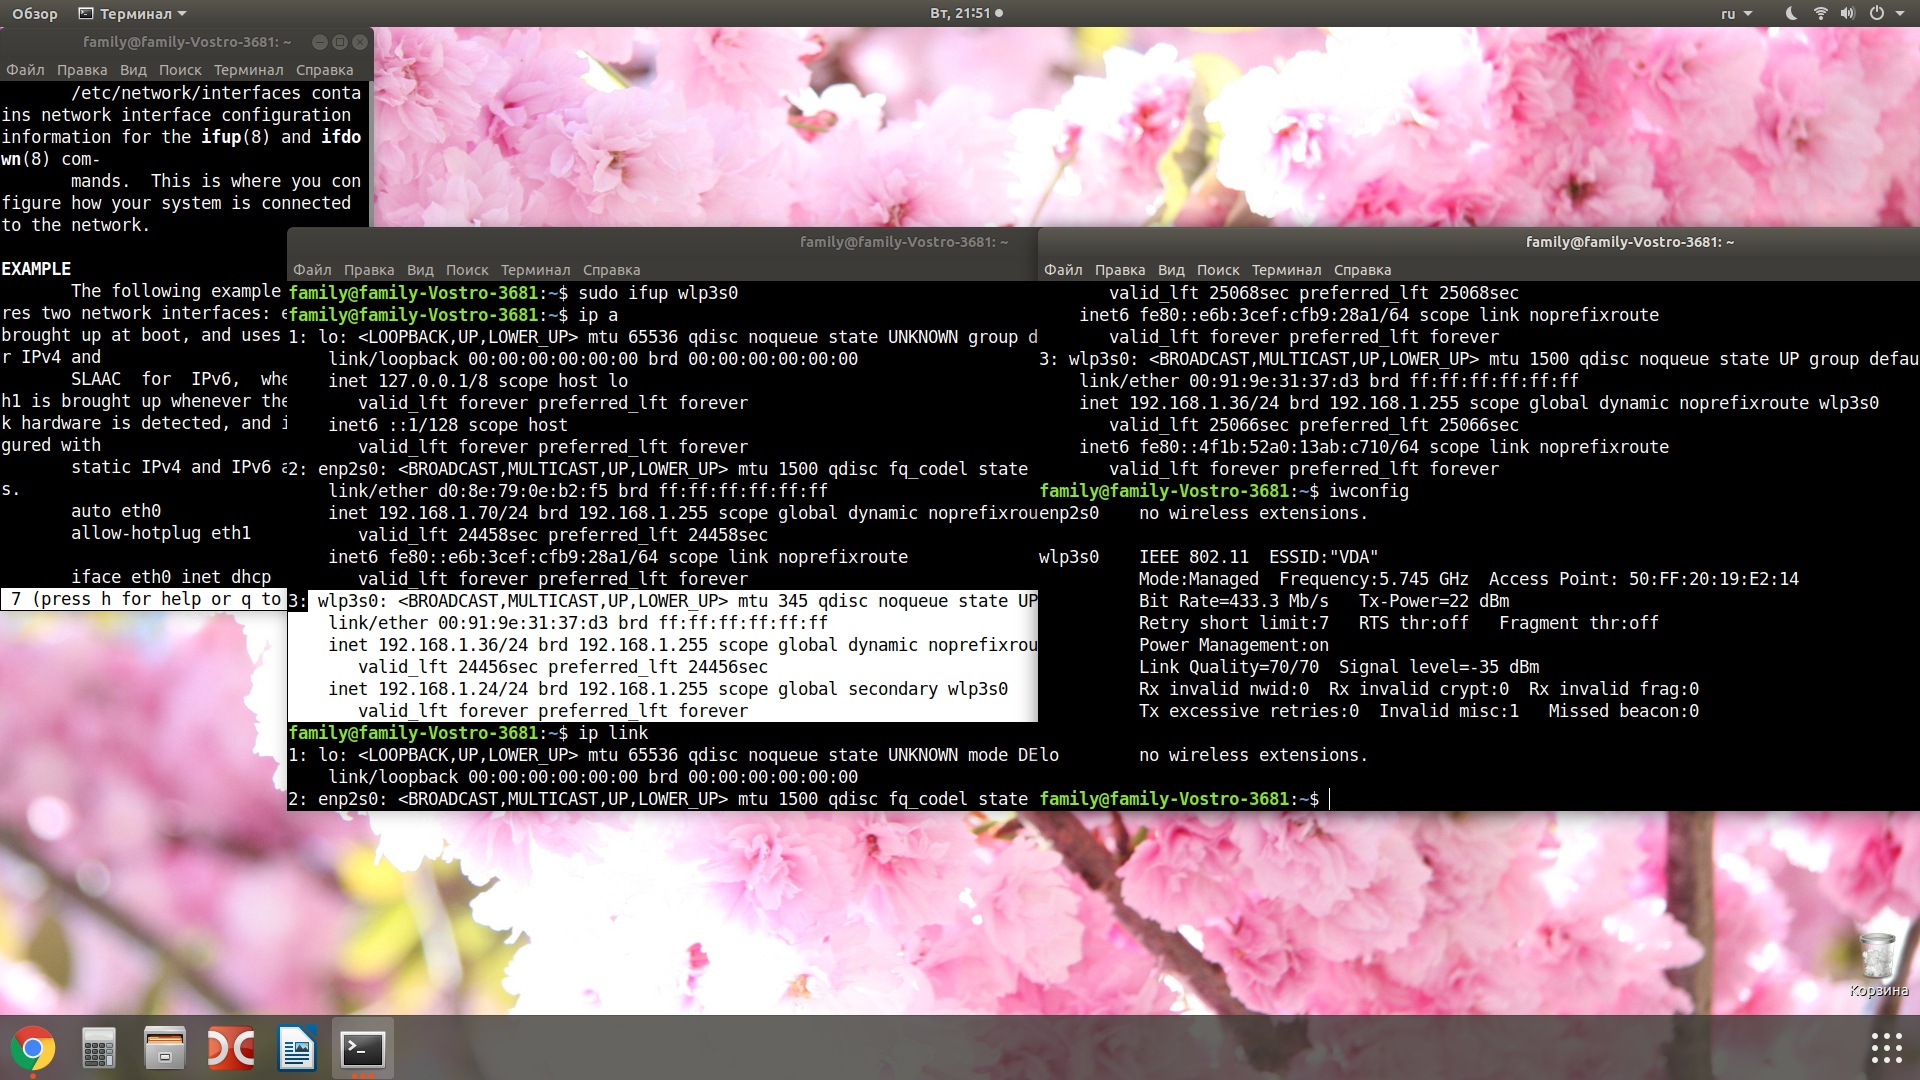 Обзор Терминал Вт, 21:51 ru
family@family-Vostro-3681: ~
Файл Правка Вид Поиск Терминал Справка
/etc/network/interfaces conta
ins network interface configuration
information for the ifup(8) and ifdo
wn(8) com-
mands. This is where you con
figure how your system is connected
to the network.
EXAMPLE
The following example
res two network interfaces: e
brought up at boot, and uses
r IPv4 and
SLAAC for IPv6, whe
h1 is brought up whenever the
k hardware is detected, and i
gured with
static IPv4 and IPv6 a
s.
auto eth0
allow-hotplug eth1
iface eth0 inet dhcp
7 (press h for help or q to
family@family-Vostro-3681: ~
Файл Правка Вид Поиск Терминал Справка
family@family-Vostro-3681:~$ sudo ifup wlp3s0
family@family-Vostro-3681:~$ ip a
1: lo: <LOOPBACK,UP,LOWER_UP> mtu 65536 qdisc noqueue state UNKNOWN group d
link/loopback 00:00:00:00:00:00 brd 00:00:00:00:00:00
inet 127.0.0.1/8 scope host lo
valid_lft forever preferred_lft forever
inet6 ::1/128 scope host
valid_lft forever preferred_lft forever
2: enp2s0: <BROADCAST,MULTICAST,UP,LOWER_UP> mtu 1500 qdisc fq_codel state
link/ether d0:8e:79:0e:b2:f5 brd ff:ff:ff:ff:ff:ff
inet 192.168.1.70/24 brd 192.168.1.255 scope global dynamic noprefixrou
valid_lft 24458sec preferred_lft 24458sec
inet6 fe80::e6b:3cef:cfb9:28a1/64 scope link noprefixroute
valid_lft forever preferred_lft forever
3: wlp3s0: <BROADCAST,MULTICAST,UP,LOWER_UP> mtu 345 qdisc noqueue state UP
link/ether 00:91:9e:31:37:d3 brd ff:ff:ff:ff:ff:ff
inet 192.168.1.36/24 brd 192.168.1.255 scope global dynamic noprefixrou
valid_lft 24456sec preferred_lft 24456sec
inet 192.168.1.24/24 brd 192.168.1.255 scope global secondary wlp3s0
valid_lft forever preferred_lft forever
family@family-Vostro-3681:~$ ip link
1: lo: <LOOPBACK,UP,LOWER_UP> mtu 65536 qdisc noqueue state UNKNOWN mode DE
link/loopback 00:00:00:00:00:00 brd 00:00:00:00:00:00
2: enp2s0: <BROADCAST,MULTICAST,UP,LOWER_UP> mtu 1500 qdisc fq_codel state
family@family-Vostro-3681: ~
Файл Правка Вид Поиск Терминал Справка
valid_lft 25068sec preferred_lft 25068sec
inet6 fe80::e6b:3cef:cfb9:28a1/64 scope link noprefixroute
valid_lft forever preferred_lft forever
3: wlp3s0: <BROADCAST,MULTICAST,UP,LOWER_UP> mtu 1500 qdisc noqueue state UP group defau
link/ether 00:91:9e:31:37:d3 brd ff:ff:ff:ff:ff:ff
inet 192.168.1.36/24 brd 192.168.1.255 scope global dynamic noprefixroute wlp3s0
valid_lft 25066sec preferred_lft 25066sec
inet6 fe80::4f1b:52a0:13ab:c710/64 scope link noprefixroute
valid_lft forever preferred_lft forever
family@family-Vostro-3681:~$ iwconfig
enp2s0 no wireless extensions.
wlp3s0 IEEE 802.11 ESSID:"VDA"
Mode:Managed Frequency:5.745 GHz Access Point: 50:FF:20:19:E2:14
Bit Rate=433.3 Mb/s Tx-Power=22 dBm
Retry short limit:7 RTS thr:off Fragment thr:off
Power Management:on
Link Quality=70/70 Signal level=-35 dBm
Rx invalid nwid:0 Rx invalid crypt:0 Rx invalid frag:0
Tx excessive retries:0 Invalid misc:1 Missed beacon:0
lo no wireless extensions.
family@family-Vostro-3681:~$
Корзина